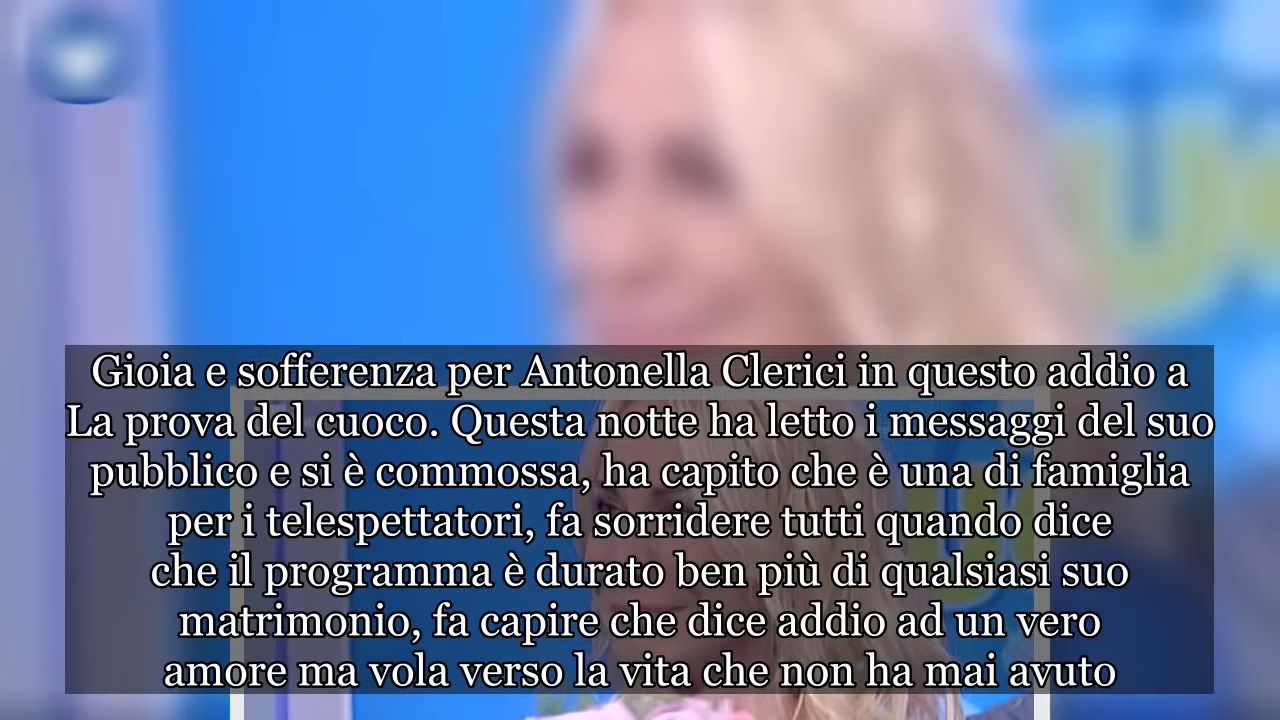 Gioia e sofferenza per Antonella Clerici in questo addio a
La prova del cuoco. Questa notte ha letto i messaggi del suo
pubblico e si è commossa, ha capito che è una di famiglia
per i telespettatori, fa sorridere tutti quando dice
che il programma è durato ben più di qualsiasi suo
matrimonio, fa capire che dice addio ad un vero
amore ma vola verso la vita che non ha mai avuto